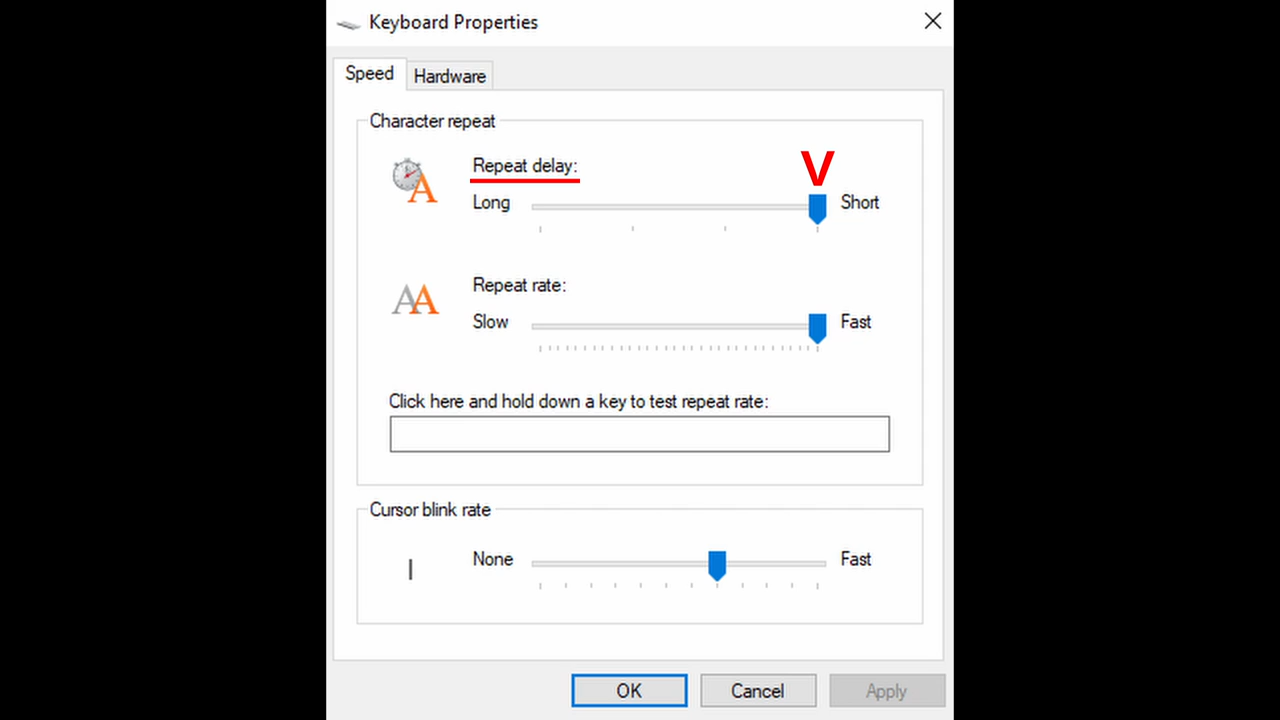 Keyboard Properties
Speed
Hardware
Character repeat
A
Repeat delay:
V
Long
Short
AA
Repeat rate:
Slow
Fast
Click here and hold down a key to test repeat rate:
Cursor blink rate
None
Fast
OK
Cancel
Apply